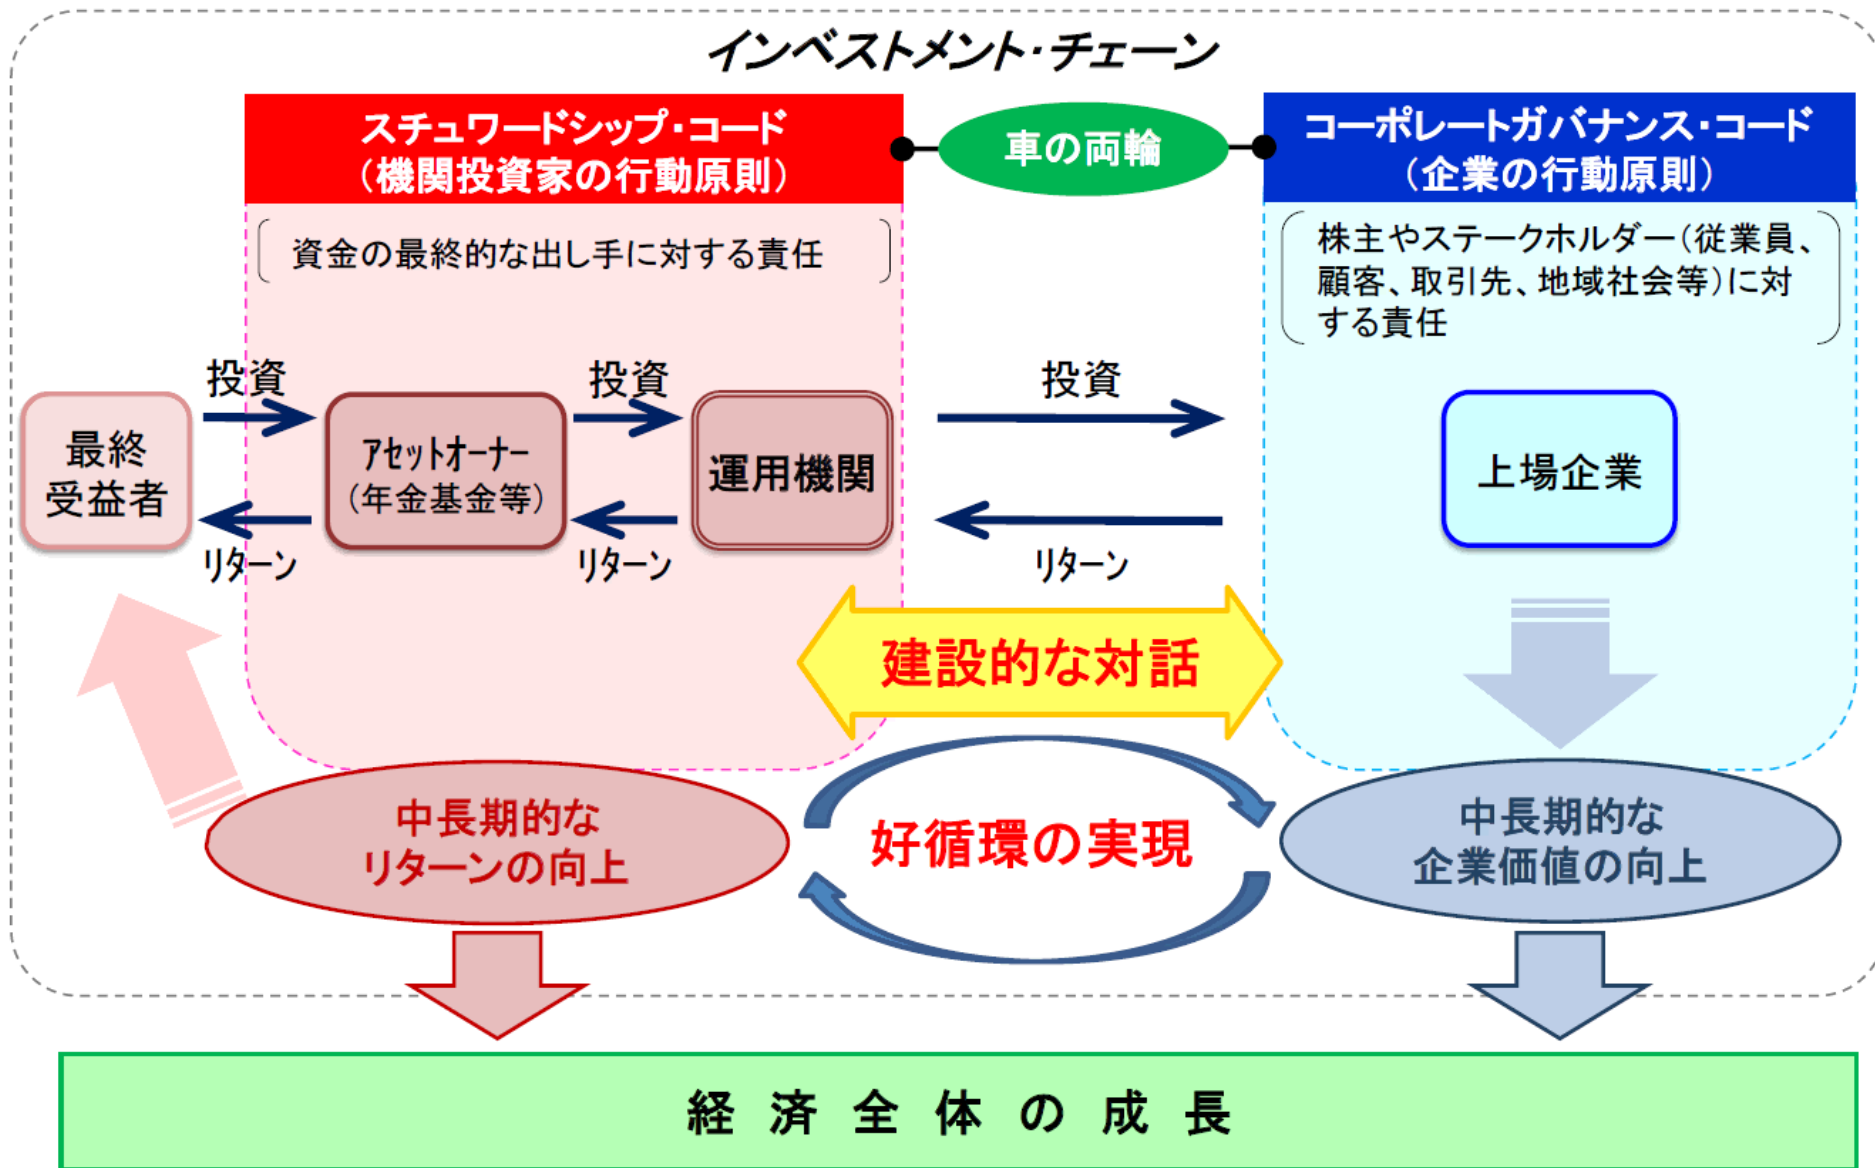 インベストメント・チェーン
スチュワードシップ・コード
（機関投資家の行動原則）
車の両輪
コーポレートガバナンス・コード
（企業の行動原則）
資金の最終的な出し手に対する責任
株主やステークホルダー（従業員、
顧客、取引先、地域社会等）に対
する責任
投資
投資
投資
最終
受益者
アセットオーナー
（年金基金等）
運用機関
上場企業
リターン
リターン
リターン
建設的な対話
中長期的な
リターンの向上
好循環の実現
中長期的な
企業価値の向上
経済全体の成長